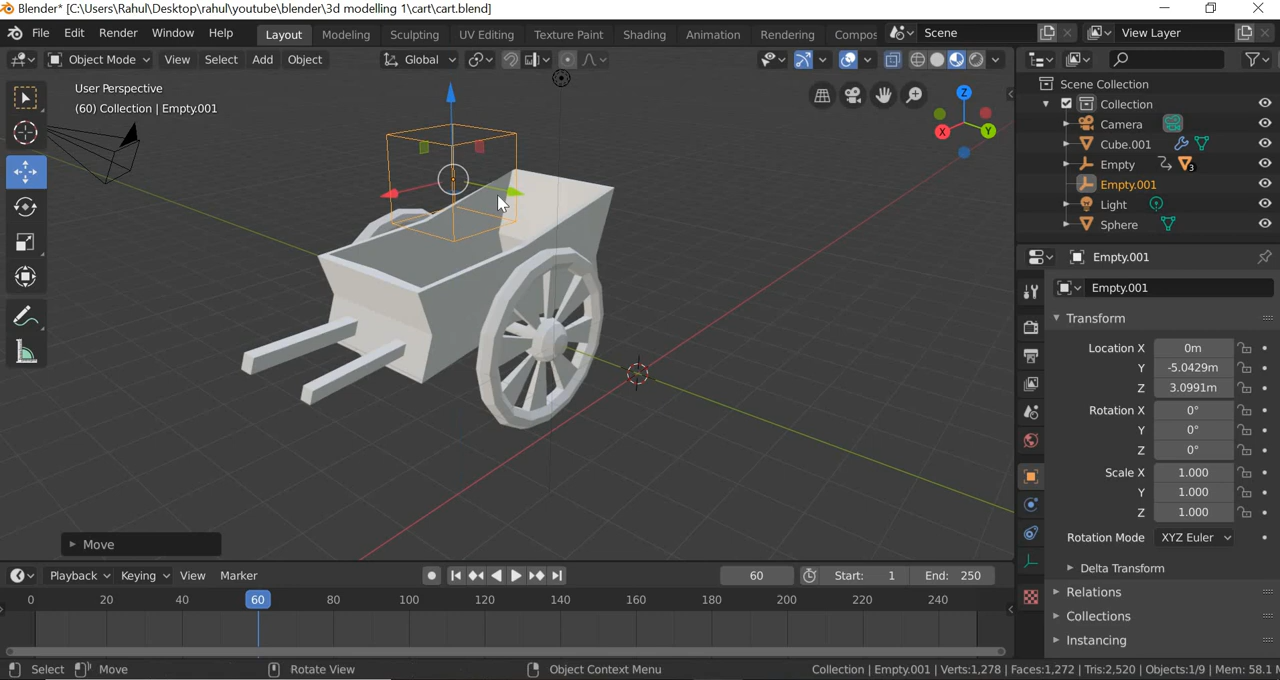 Blender* [C:\Users\Rahul\Desktop\rahul\youtube\blender\3d modelling 1\cart\cart.blend]
File Edit Render Window Help Layout Modeling Sculpting UV Editing Texture Paint Shading Animation Rendering Compos Scene View Layer
Object Mode View Select Add Object Global
User Perspective
(60) Collection | Empty.001
Z
X
Y
Scene Collection
Collection
Camera
Cube.001
Empty 3
Empty.001
Light
Sphere
Empty.001
Empty.001
Transform
Location X 0m
Y -5.0429m
Z 3.0991m
Rotation X 0°
Y 0°
Z 0°
Scale X 1.000
Y 1.000
Z 1.000
Rotation Mode XYZ Euler
Delta Transform
Relations
Collections
Instancing
Move
Playback Keying View Marker 60 Start: 1 End: 250
0 20 40 60 80 100 120 140 160 180 200 220 240
Select Move Rotate View Object Context Menu Collection | Empty.001 | Verts:1,278 | Faces:1,272 | Tris:2,520 | Objects:1/9 | Mem: 58.1